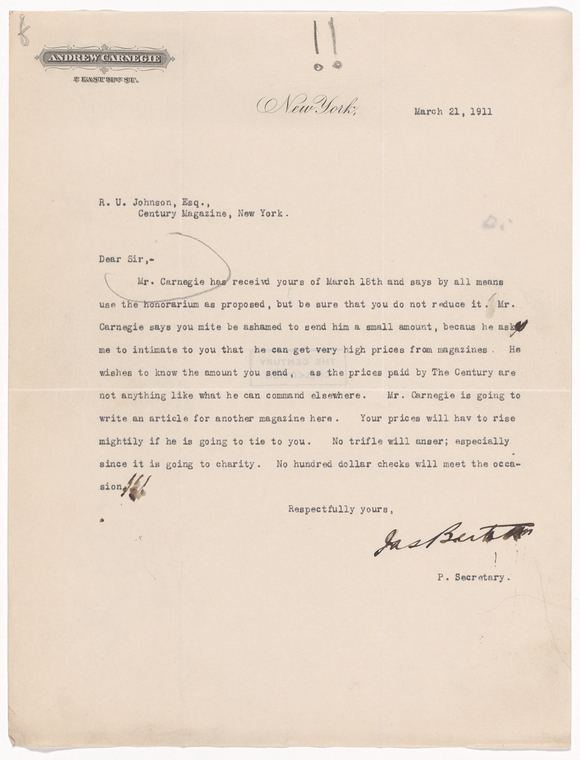 !!
ANDREW CARNEGIE
2 EAST 91ST ST.
New York,
March 21, 1911
R. U. Johnson, Esq.,
Century Magazine, New York.
Dear Sir,-
Mr. Carnegie has receivd yours of March 18th and says by all means
use the honorarium as proposed, but be sure that you do not reduce it. Mr.
Carnegie says you mite be ashamed to send him a small amount, becaus he asks
me to intimate to you that he can get very high prices from magazines. He
wishes to know the amount you send, as the prices paid by The Century are
not anything like what he can command elsewhere. Mr. Carnegie is going to
write an article for another magazine here. Your prices will hav to rise
mightily if he is going to tie to you. No trifle will anser; especially
since it is going to charity. No hundred dollar checks will meet the occa-
sion!!!
Respectfully yours,
Jas Bertram
P. Secretary.
THE CENTURY